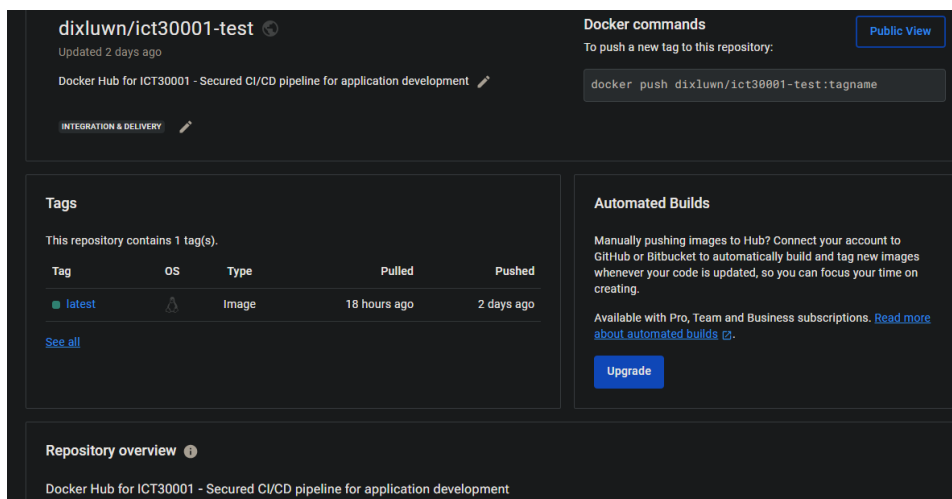 dixluwn/ict30001-test
Updated 2 days ago
Docker Hub for ICT30001 - Secured CI/CD pipeline for application development
INTEGRATION & DELIVERY
Docker commands
To push a new tag to this repository:
Public View
docker push dixluwn/ict30001-test:tagname
Tags
This repository contains 1 tag(s).
Tag OS Type Pulled Pushed
latest Image 18 hours ago 2 days ago
See all
Automated Builds
Manually pushing images to Hub? Connect your account to
GitHub or Bitbucket to automatically build and tag new images
whenever your code is updated, so you can focus your time on
creating.
Available with Pro, Team and Business subscriptions. Read more
about automated builds.
Upgrade
Repository overview
Docker Hub for ICT30001 - Secured CI/CD pipeline for application development